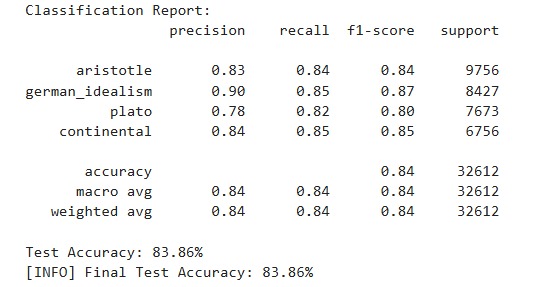 Classification Report:
precision recall f1-score support
aristotle 0.83 0.84 0.84 9756
german_idealism 0.90 0.85 0.87 8427
plato 0.78 0.82 0.80 7673
continental 0.84 0.85 0.85 6756
accuracy 0.84 32612
macro avg 0.84 0.84 0.84 32612
weighted avg 0.84 0.84 0.84 32612
Test Accuracy: 83.86%
[INFO] Final Test Accuracy: 83.86%